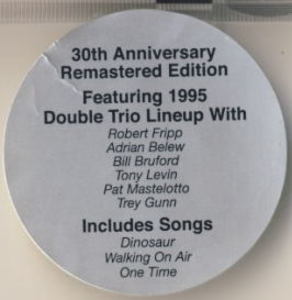 30th Anniversary
Remastered Edition
Featuring 1995
Double Trio Lineup With
Robert Fripp
Adrian Belew
Bill Bruford
Tony Levin
Pat Mastelotto
Trey Gunn
Includes Songs
Dinosaur
Walking On Air
One Time